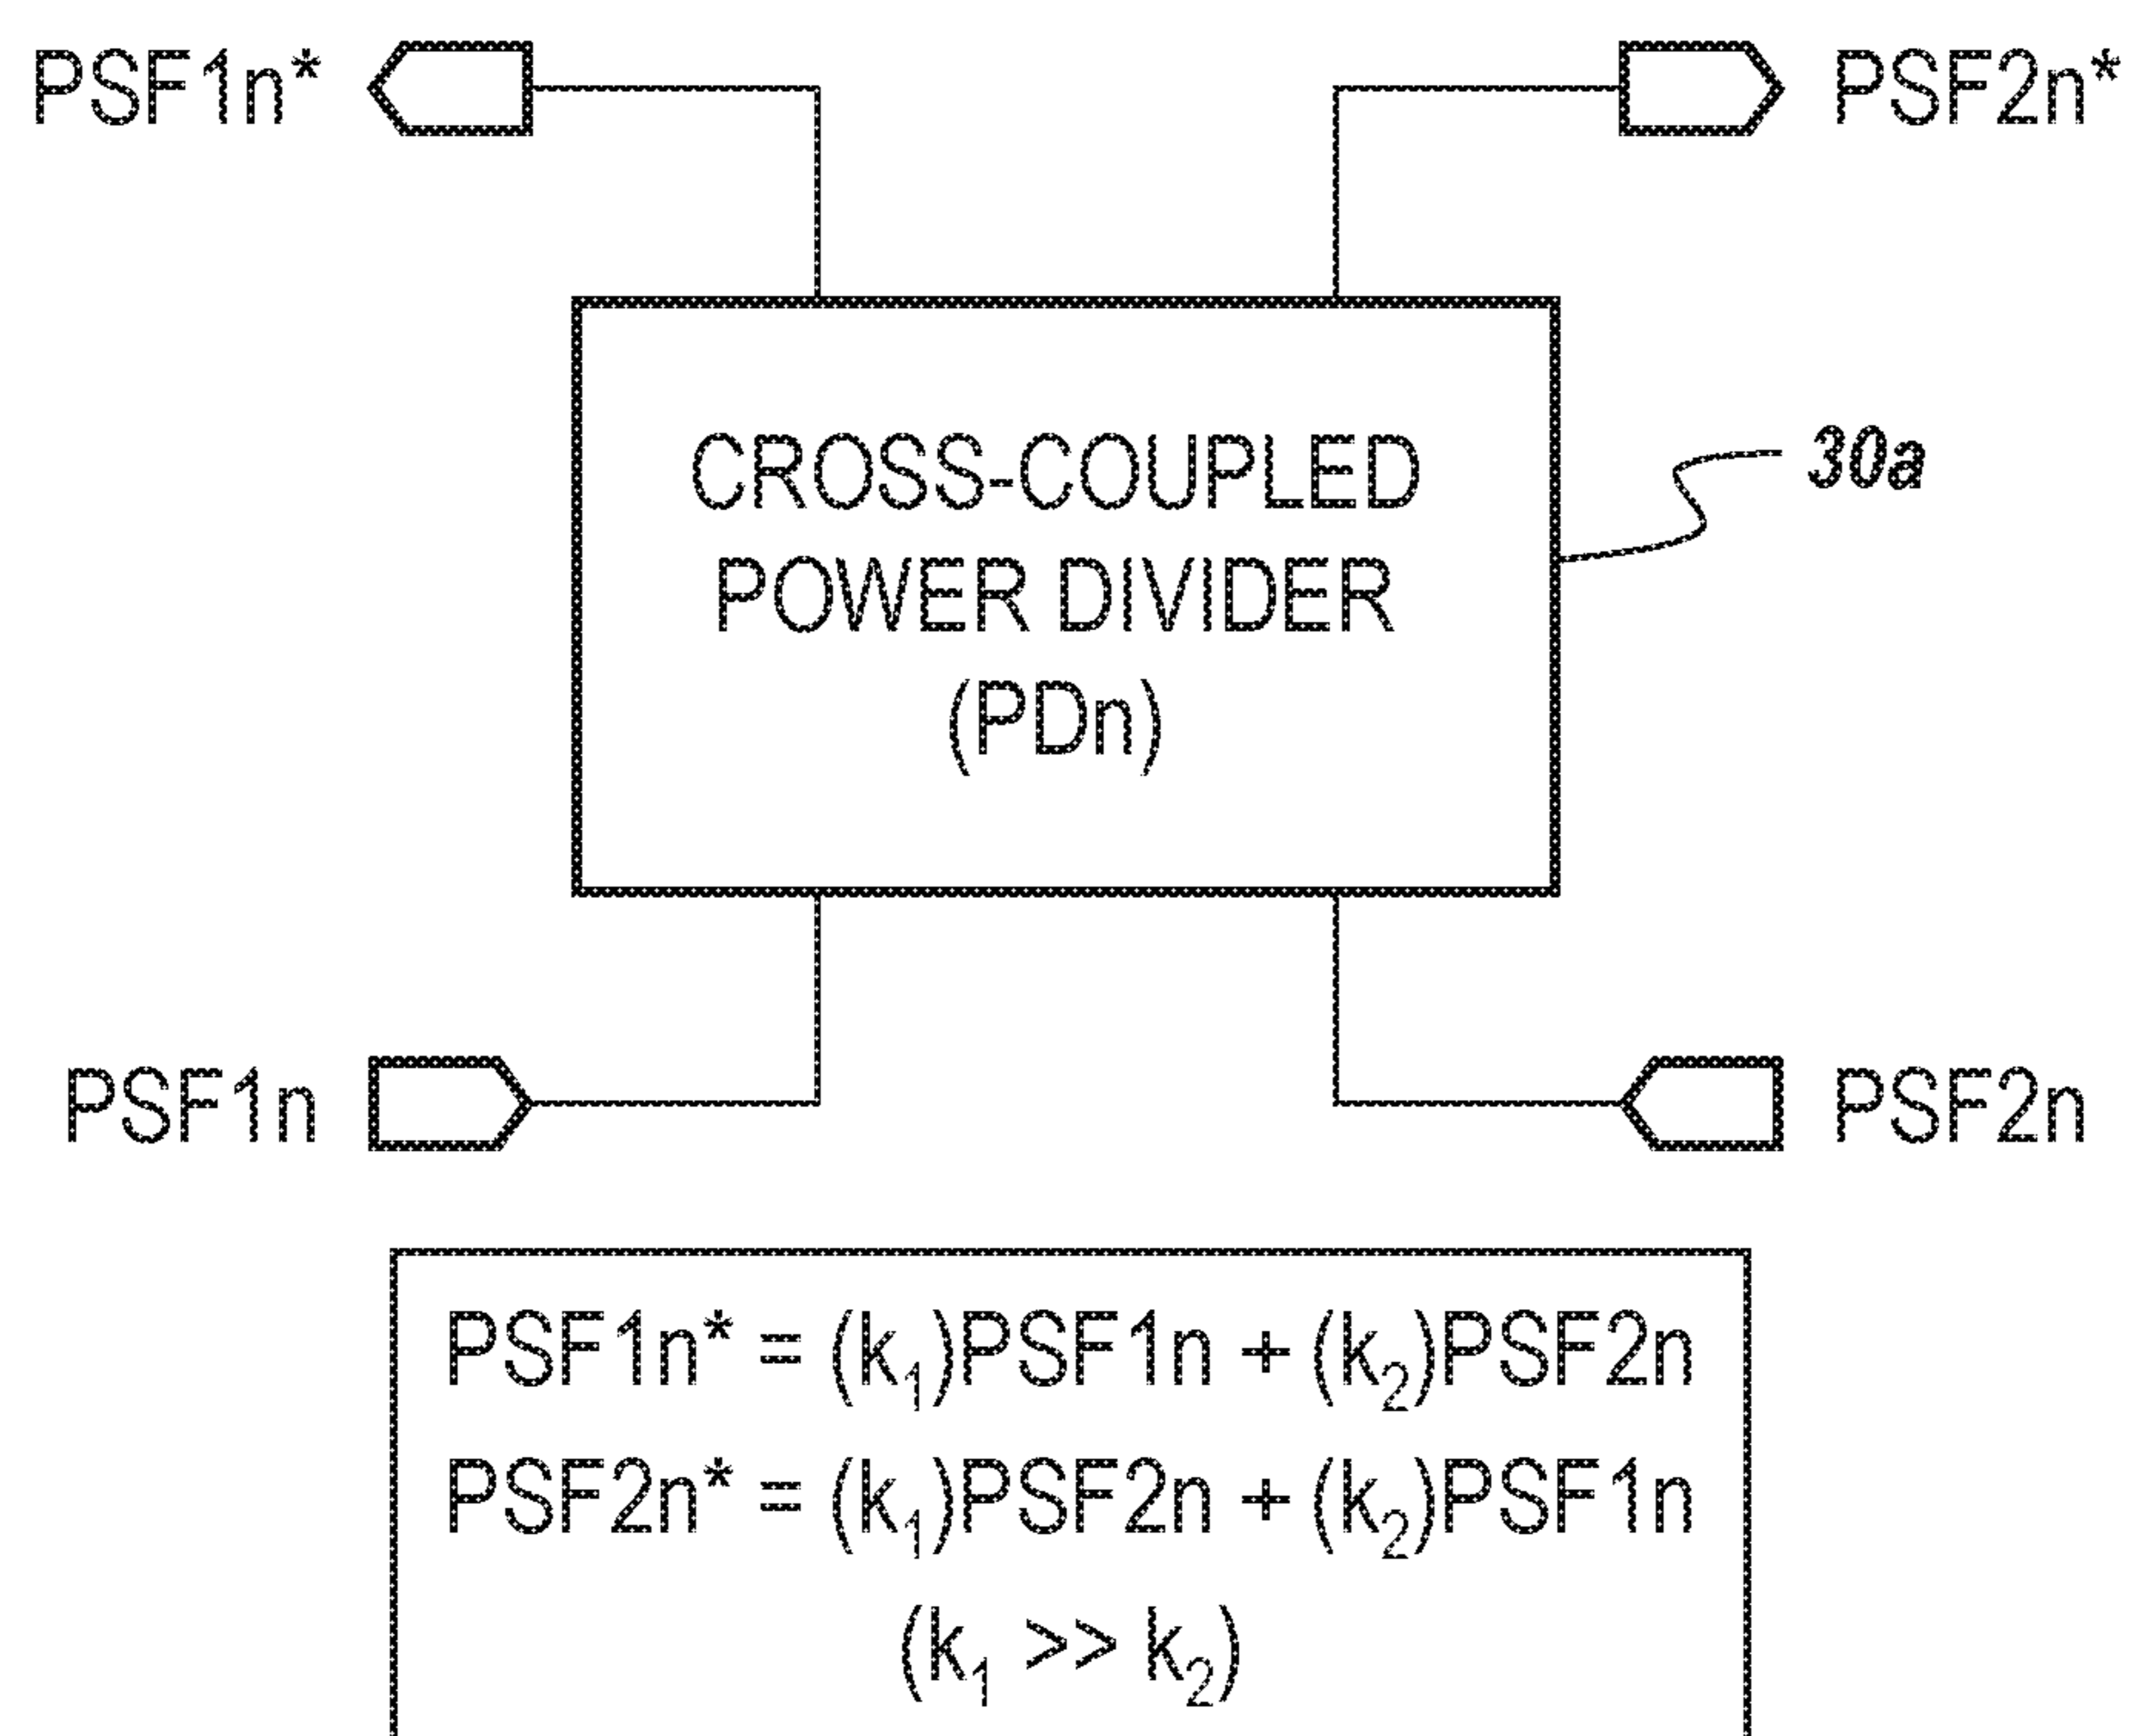 PSF1n*
PSF2n*
CROSS-COUPLED
POWER DIVIDER
(PDn)
30a
PSF1n
PSF2n
PSF1n* = (k₁)PSF1n + (k₂)PSF2n
PSF2n* = (k₁)PSF2n + (k₂)PSF1n
(k₁ >> k₂)